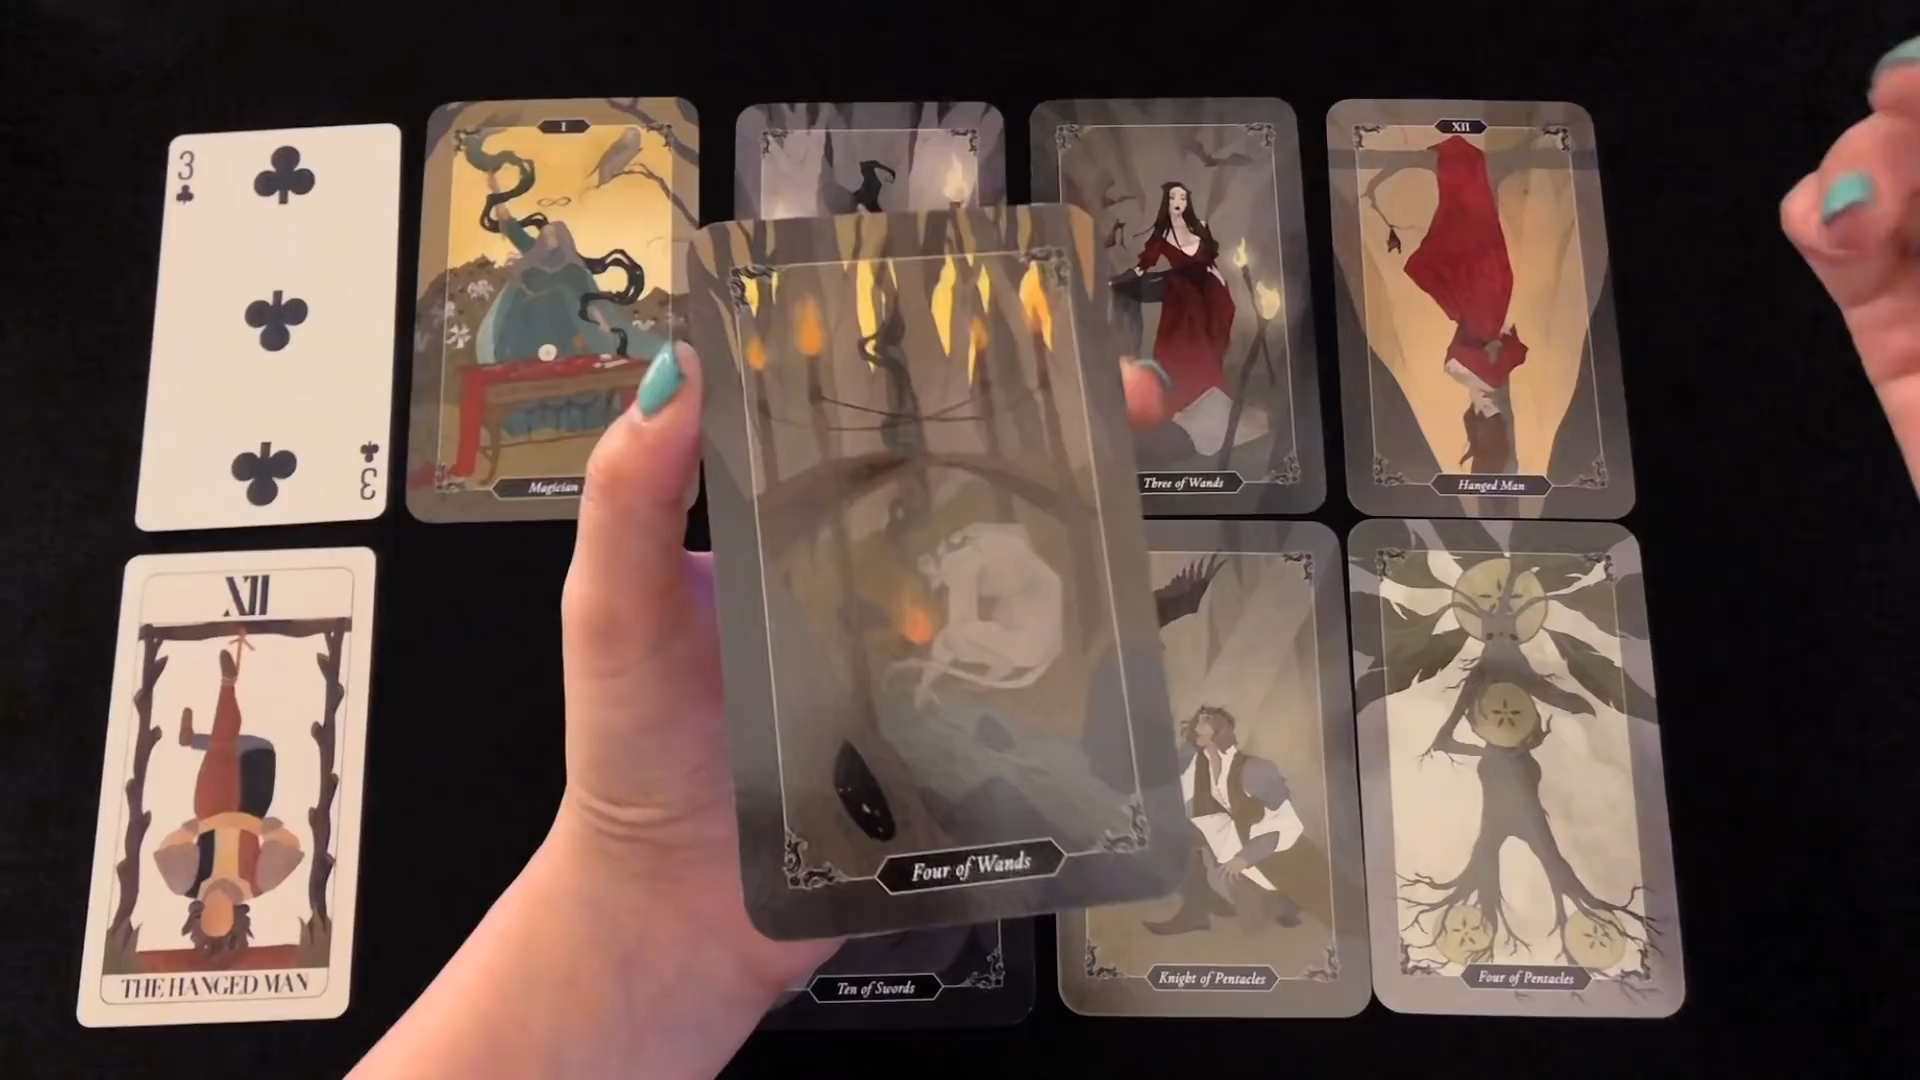 3
3
I
Magician
Three of Wands
XII
Hanged Man
XII
THE HANGED MAN
Four of Wands
Ten of Swords
Knight of Pentacles
Four of Pentacles